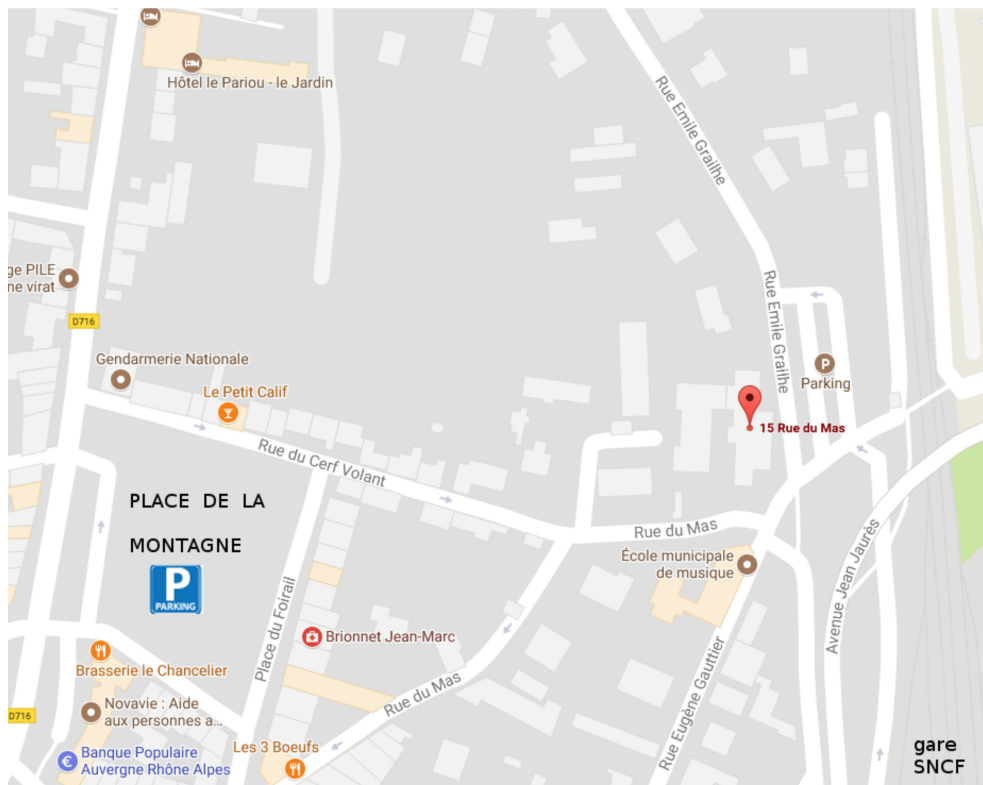 Hôtel le Pariou - le Jardin
Rue Emile Grailhe
ge PILE
ne virat
Rue Emile Grailhe
D716
Gendarmerie Nationale
Le Petit Calif
P
Parking
15 Rue du Mas
Rue du Cerf Volant
PLACE DE LA
MONTAGNE
P
PARKING
Rue du Mas
École municipale
de musique
Avenue Jean Jaurès
Place du Foirail
Brionnet Jean-Marc
Brasserie le Chancelier
Rue du Mas
Rue Eugène Gauttier
Novavie : Aide
aux personnes a...
D716
Les 3 Boeufs
Banque Populaire
Auvergne Rhône Alpes
€
gare
SNCF